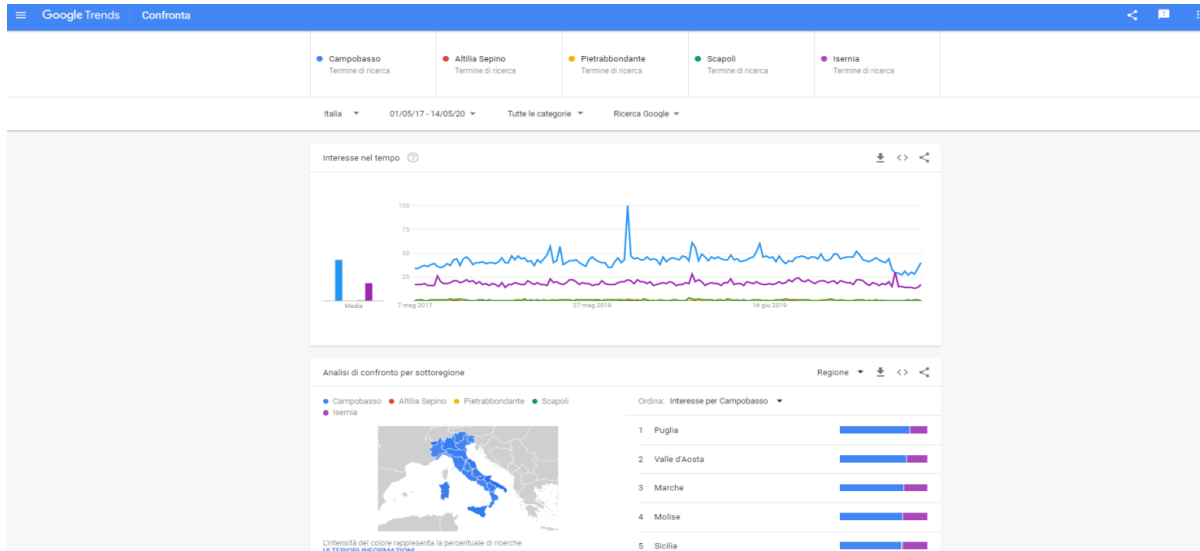 Google Trends Confronta
Campobasso
Termine di ricerca
Altilia Sepino
Termine di ricerca
Pietrabbondante
Termine di ricerca
Scapoli
Termine di ricerca
Isernia
Termine di ricerca
Italia 01/05/17 - 14/05/20 Tutte le categorie Ricerca Google
Interesse nel tempo
100
75
50
25
Media 7 mag 2017 27 mag 2018 16 giu 2019
Analisi di confronto per sottoregione Regione
Campobasso Altilia Sepino Pietrabbondante Scapoli
Isernia
Ordina: Interesse per Campobasso
1 Puglia
2 Valle d'Aosta
3 Marche
4 Molise
5 Sicilia
L'intensità del colore rappresenta la percentuale di ricerche
ULTERIORI INFORMAZIONI